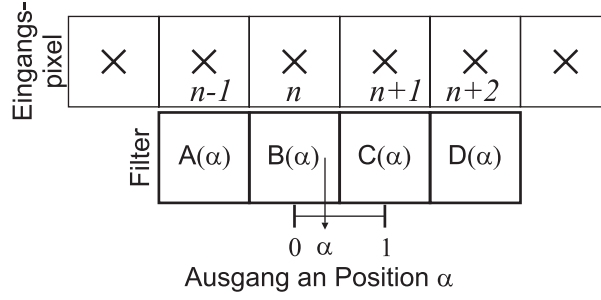 Eingangs-
pixel
n-1 n n+1 n+2
Filter
A(α) B(α) C(α) D(α)
0 α 1
Ausgang an Position α